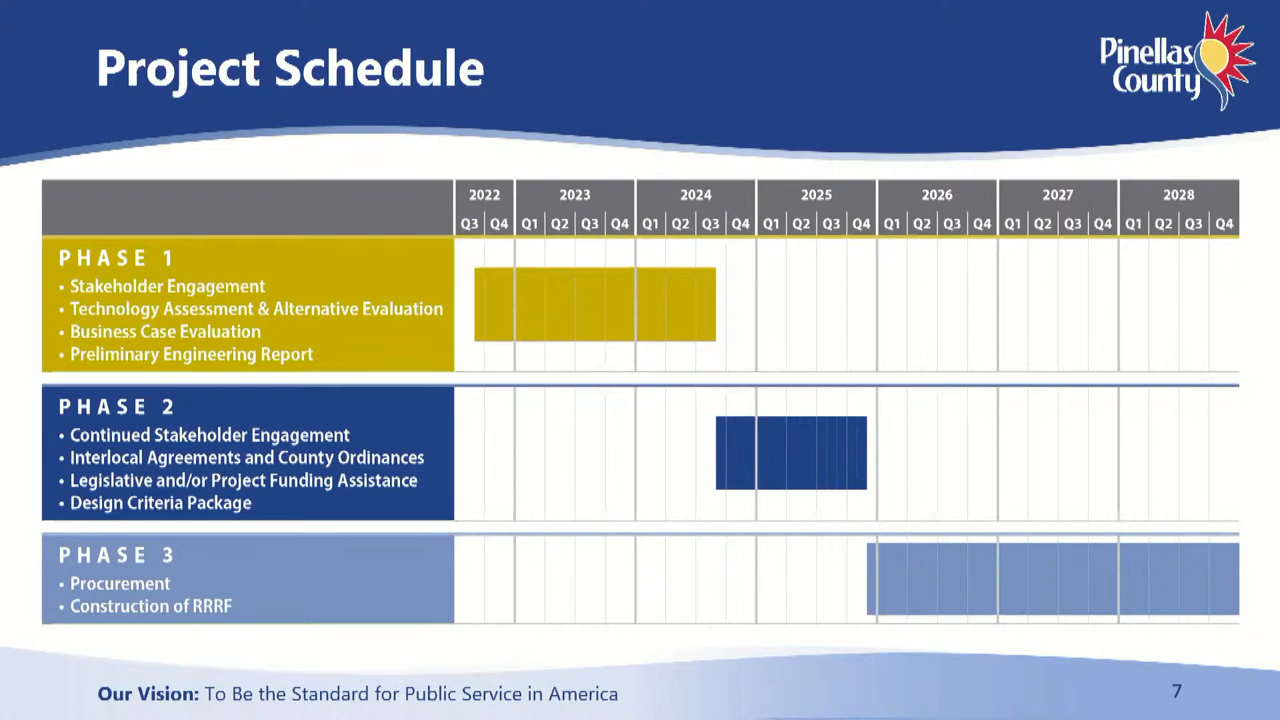 Project Schedule
Pinellas
County
2022 2023 2024 2025 2026 2027 2028
Q3 Q4 Q1 Q2 Q3 Q4 Q1 Q2 Q3 Q4 Q1 Q2 Q3 Q4 Q1 Q2 Q3 Q4 Q1 Q2 Q3 Q4 Q1 Q2 Q3 Q4
PHASE 1
• Stakeholder Engagement
• Technology Assessment & Alternative Evaluation
• Business Case Evaluation
• Preliminary Engineering Report
PHASE 2
• Continued Stakeholder Engagement
• Interlocal Agreements and County Ordinances
• Legislative and/or Project Funding Assistance
• Design Criteria Package
PHASE 3
• Procurement
• Construction of RRRF
Our Vision: To Be the Standard for Public Service in America
7